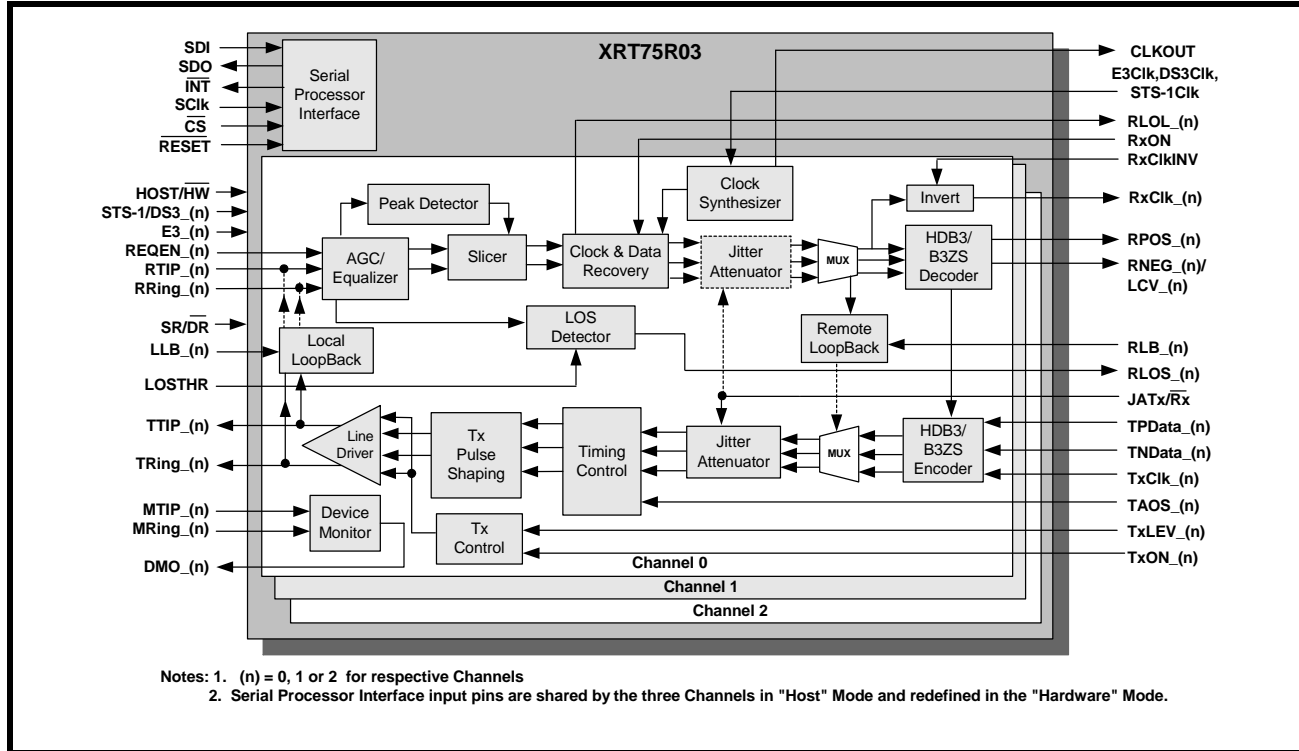 XRT75R03
SDI
SDO
INT
SClk
CS
RESET
Serial
Processor
Interface
CLKOUT
E3Clk,DS3Clk,
STS-1Clk
RLOL_(n)
RxON
RxClkINV
HOST/HW
STS-1/DS3_(n)
E3_(n)
REQEN_(n)
RTIP_(n)
RRing_(n)
SR/DR
LLB_(n)
LOSTHR
TTIP_(n)
TRing_(n)
MTIP_(n)
MRing_(n)
DMO_(n)
Peak Detector
AGC/
Equalizer
Slicer
Clock & Data
Recovery
Clock
Synthesizer
Jitter
Attenuator
MUX
Invert
HDB3/
B3ZS
Decoder
RxClk_(n)
RPOS_(n)
RNEG_(n)/
LCV_(n)
Local
LoopBack
LOS
Detector
Remote
LoopBack
RLB_(n)
RLOS_(n)
JATx/Rx
Line
Driver
Tx
Pulse
Shaping
Timing
Control
Jitter
Attenuator
MUX
HDB3/
B3ZS
Encoder
TPData_(n)
TNData_(n)
TxClk_(n)
TAOS_(n)
TxLEV_(n)
TxON_(n)
Device
Monitor
Tx
Control
Channel 0
Channel 1
Channel 2
Notes: 1. (n) = 0, 1 or 2 for respective Channels
2. Serial Processor Interface input pins are shared by the three Channels in "Host" Mode and redefined in the "Hardware" Mode.